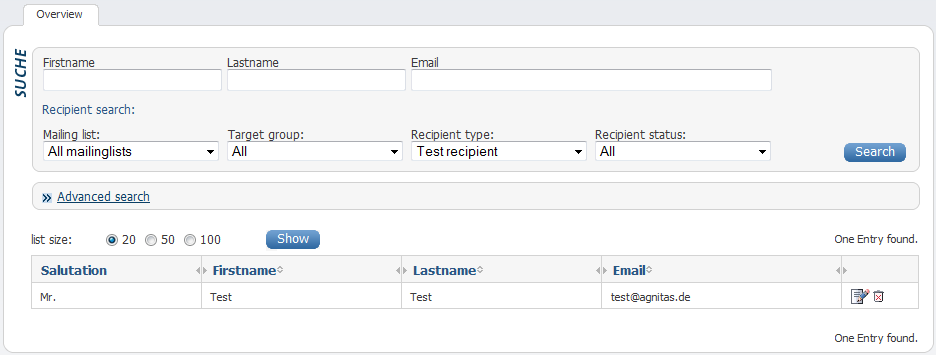 Overview
SUCHE
Firstname Lastname Email
Recipient search:
Mailing list: Target group: Recipient type: Recipient status:
All mailinglists All Test recipient All Search
Advanced search
list size: 20 50 100 Show One Entry found.
Salutation Firstname Lastname Email
Mr. Test Test test@agnitas.de
One Entry found.